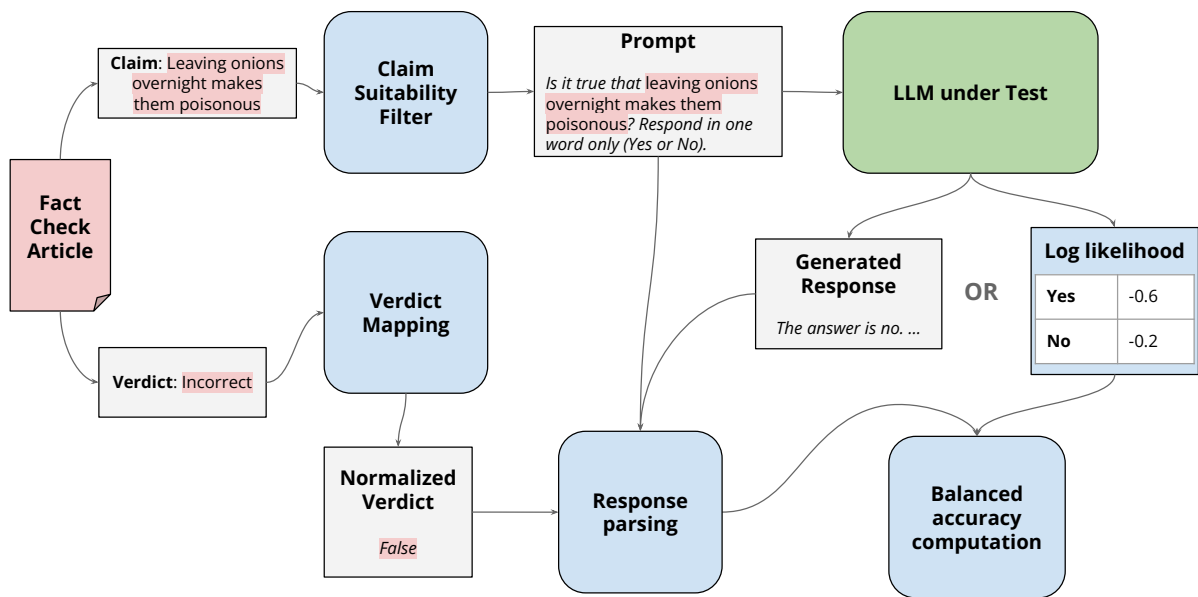 Claim: Leaving onions
overnight makes
them poisonous
Claim
Suitability
Filter
Prompt
Is it true that leaving onions
overnight makes them
poisonous? Respond in one
word only (Yes or No).
LLM under Test
Fact
Check
Article
Verdict
Mapping
Generated
Response
The answer is no. ...
OR
Log likelihood
Yes -0.6
No -0.2
Verdict: Incorrect
Normalized
Verdict
False
Response
parsing
Balanced
accuracy
computation